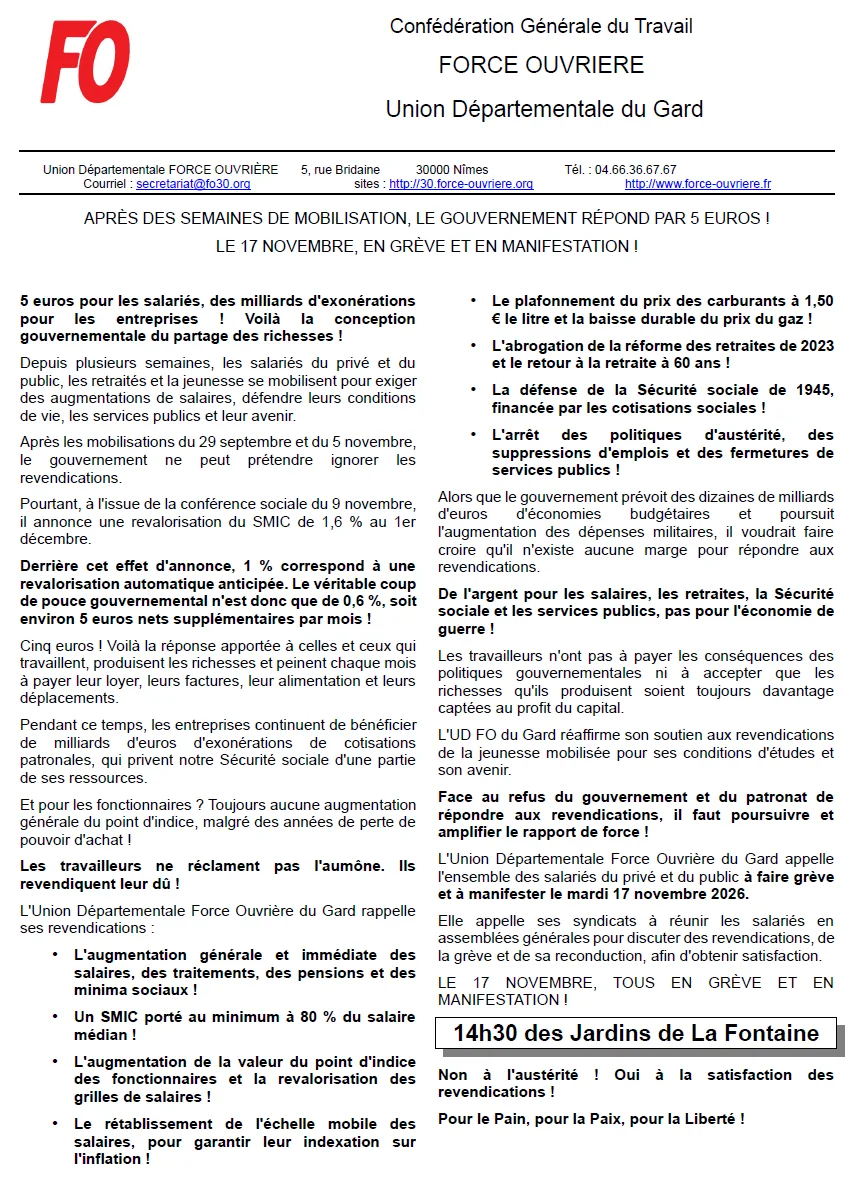 FO
Confédération Générale du Travail
FORCE OUVRIERE
Union Départementale du Gard
Union Départementale FORCE OUVRIÈRE 5, rue Bridaine 30000 Nîmes Tél. : 04.66.36.67.67
Courriel : secretariat@fo30.org sites : http://30.force-ouvriere.org http://www.force-ouvriere.fr
APRÈS DES SEMAINES DE MOBILISATION, LE GOUVERNEMENT RÉPOND PAR 5 EUROS !
LE 17 NOVEMBRE, EN GRÈVE ET EN MANIFESTATION !
5 euros pour les salariés, des milliards d'exonérations
pour les entreprises ! Voilà la conception
gouvernementale du partage des richesses !
Depuis plusieurs semaines, les salariés du privé et du
public, les retraités et la jeunesse se mobilisent pour exiger
des augmentations de salaires, défendre leurs conditions
de vie, les services publics et leur avenir.
Après les mobilisations du 29 septembre et du 5 novembre,
le gouvernement ne peut prétendre ignorer les
revendications.
Pourtant, à l'issue de la conférence sociale du 9 novembre,
il annonce une revalorisation du SMIC de 1,6 % au 1er
décembre.
Derrière cet effet d'annonce, 1 % correspond à une
revalorisation automatique anticipée. Le véritable coup
de pouce gouvernemental n'est donc que de 0,6 %, soit
environ 5 euros nets supplémentaires par mois !
Cinq euros ! Voilà la réponse apportée à celles et ceux qui
travaillent, produisent les richesses et peinent chaque mois
à payer leur loyer, leurs factures, leur alimentation et leurs
déplacements.
Pendant ce temps, les entreprises continuent de bénéficier
de milliards d'euros d'exonérations de cotisations
patronales, qui privent notre Sécurité sociale d'une partie
de ses ressources.
Et pour les fonctionnaires ? Toujours aucune augmentation
générale du point d'indice, malgré des années de perte de
pouvoir d'achat !
Les travailleurs ne réclament pas l'aumône. Ils
revendiquent leur dû !
L'Union Départementale Force Ouvrière du Gard rappelle
ses revendications :
• L'augmentation générale et immédiate des
salaires, des traitements, des pensions et des
minima sociaux !
• Un SMIC porté au minimum à 80 % du salaire
médian !
• L'augmentation de la valeur du point d'indice
des fonctionnaires et la revalorisation des
grilles de salaires !
• Le rétablissement de l'échelle mobile des
salaires, pour garantir leur indexation sur
l'inflation !
• Le plafonnement du prix des carburants à 1,50
€ le litre et la baisse durable du prix du gaz !
• L'abrogation de la réforme des retraites de 2023
et le retour à la retraite à 60 ans !
• La défense de la Sécurité sociale de 1945,
financée par les cotisations sociales !
• L'arrêt des politiques d'austérité, des
suppressions d'emplois et des fermetures de
services publics !
Alors que le gouvernement prévoit des dizaines de milliards
d'euros d'économies budgétaires et poursuit
l'augmentation des dépenses militaires, il voudrait faire
croire qu'il n'existe aucune marge pour répondre aux
revendications.
De l'argent pour les salaires, les retraites, la Sécurité
sociale et les services publics, pas pour l'économie de
guerre !
Les travailleurs n'ont pas à payer les conséquences des
politiques gouvernementales ni à accepter que les
richesses qu'ils produisent soient toujours davantage
captées au profit du capital.
L'UD FO du Gard réaffirme son soutien aux revendications
de la jeunesse mobilisée pour ses conditions d'études et
son avenir.
Face au refus du gouvernement et du patronat de
répondre aux revendications, il faut poursuivre et
amplifier le rapport de force !
L'Union Départementale Force Ouvrière du Gard appelle
l'ensemble des salariés du privé et du public à faire grève
et à manifester le mardi 17 novembre 2026.
Elle appelle ses syndicats à réunir les salariés en
assemblées générales pour discuter des revendications, de
la grève et de sa reconduction, afin d'obtenir satisfaction.
LE 17 NOVEMBRE, TOUS EN GRÈVE ET EN
MANIFESTATION !
14h30 des Jardins de La Fontaine
Non à l'austérité ! Oui à la satisfaction des
revendications !
Pour le Pain, pour la Paix, pour la Liberté !